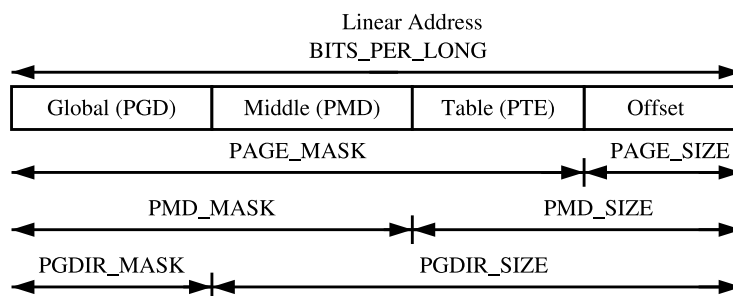 Linear Address
BITS_PER_LONG
Global (PGD) Middle (PMD) Table (PTE) Offset
PAGE_MASK PAGE_SIZE
PMD_MASK PMD_SIZE
PGDIR_MASK PGDIR_SIZE